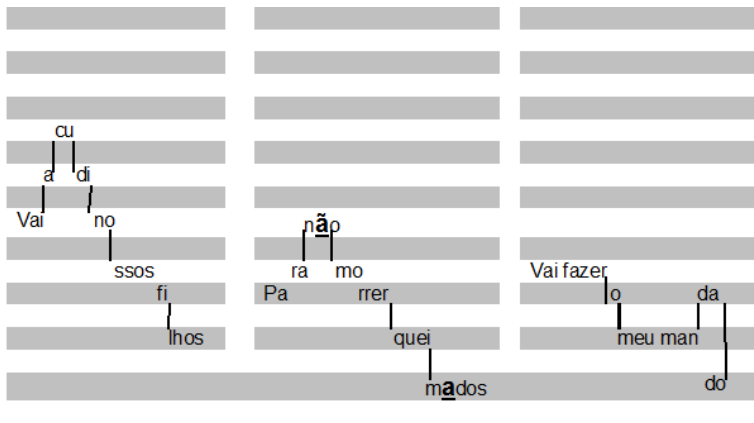 Vai a cu di no ssos fi lhos
Pa ra não mo rrer quei mados
Vai fazer o meu man da do